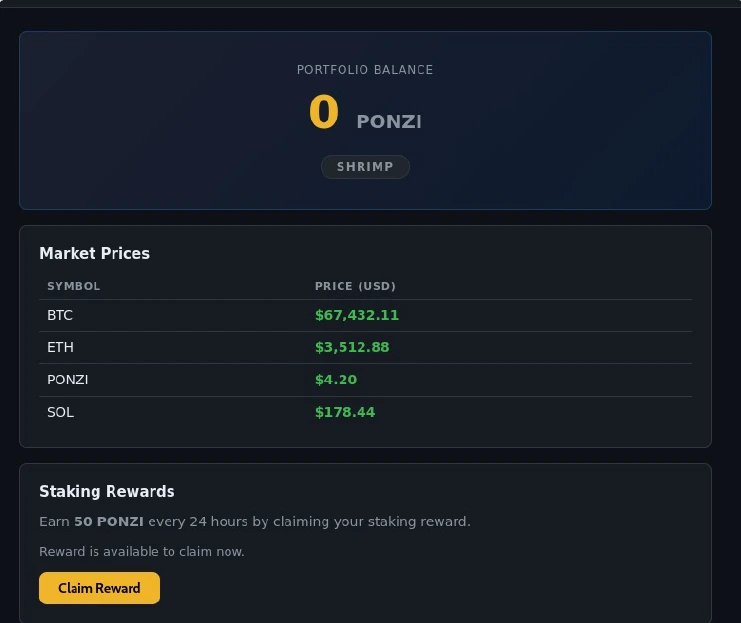 PORTFOLIO BALANCE
0 PONZI
SHRIMP
Market Prices
SYMBOL PRICE (USD)
BTC $67,432.11
ETH $3,512.88
PONZI $4.20
SOL $178.44
Staking Rewards
Earn 50 PONZI every 24 hours by claiming your staking reward.
Reward is available to claim now.
Claim Reward